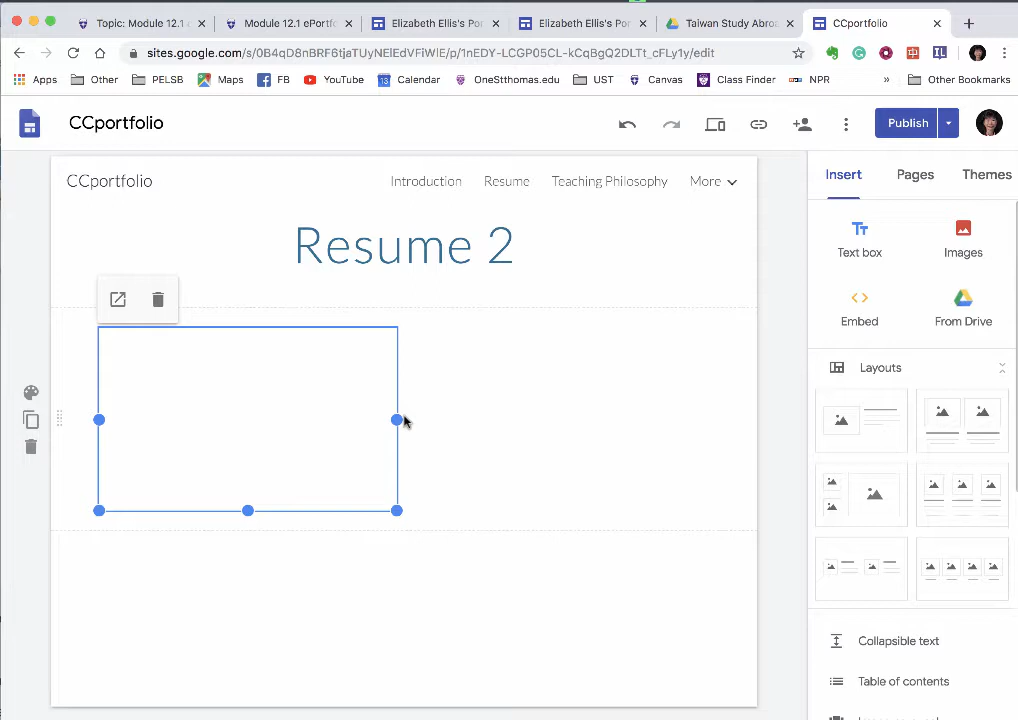 Topic: Module 12.1
Module 12.1 ePortf
Elizabeth Ellis's Por
Elizabeth Ellis's Por
Taiwan Study Abroa
CCportfolio
sites.google.com/s/0B4qD8nBRF6tjaTUyNElEdVFiWlE/p/1nEDY-LCGP05CL-kCqBgQ2DLTt_cFLy1y/edit
Apps
Other
PELSB
Maps
FB
YouTube
13
Calendar
OneStthomas.edu
UST
Canvas
Class Finder
NPR
»
Other Bookmarks
CCportfolio
Publish
CCportfolio
Introduction
Resume
Teaching Philosophy
More
Resume 2
Insert
Pages
Themes
Tт
Text box
Images
Embed
From Drive
Layouts
Collapsible text
Table of contents